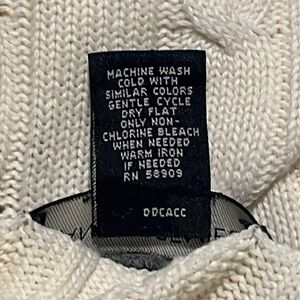 MACHINE WASH
COLD WITH
SIMILAR COLORS
GENTLE CYCLE
DRY FLAT
ONLY NON-
CHLORINE BLEACH
WHEN NEEDED
WARM IRON
IF NEEDED
RN 58909
DDCACC